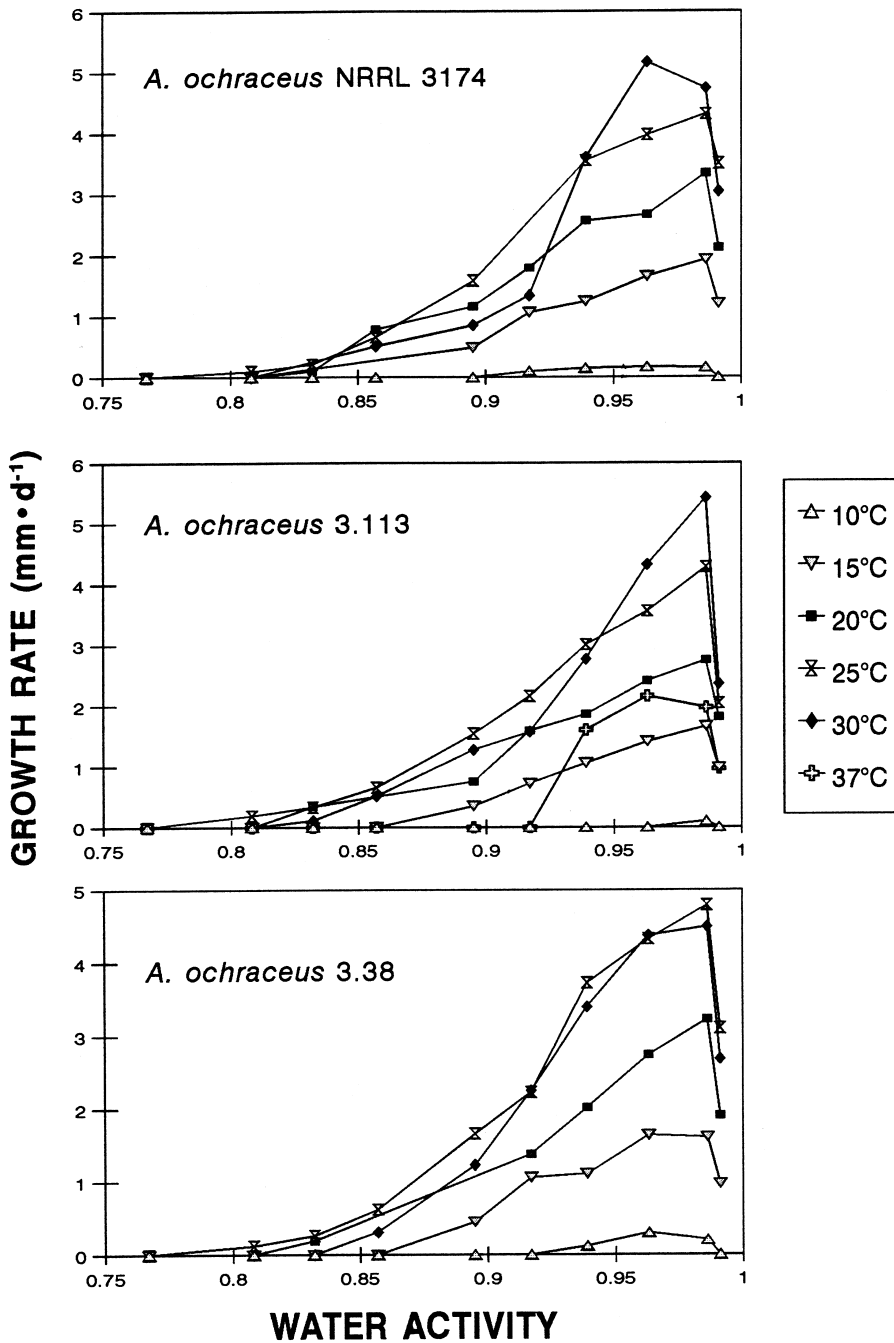 GROWTH RATE (mm•d-1)
6
5
4
3
2
1
0
A. ochraceus NRRL 3174
0.75 0.8 0.85 0.9 0.95 1
6
5
4
3
2
1
0
A. ochraceus 3.113
0.75 0.8 0.85 0.9 0.95 1
5
4
3
2
1
0
A. ochraceus 3.38
0.75 0.8 0.85 0.9 0.95 1
WATER ACTIVITY
10°C
15°C
20°C
25°C
30°C
37°C